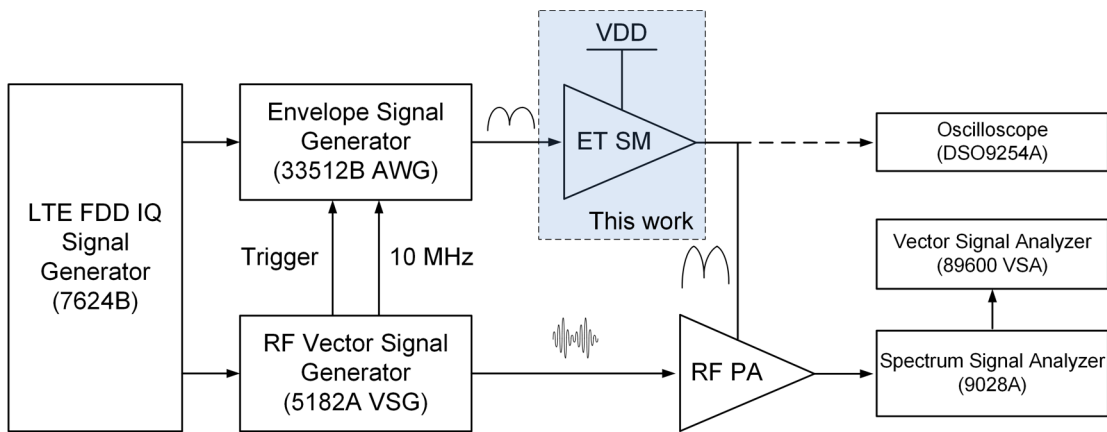 LTE FDD IQ
Signal
Generator
(7624B)
Envelope Signal
Generator
(33512B AWG)
Trigger
10 MHz
RF Vector Signal
Generator
(5182A VSG)
VDD
ET SM
This work
RF PA
Oscilloscope
(DSO9254A)
Vector Signal Analyzer
(89600 VSA)
Spectrum Signal Analyzer
(9028A)